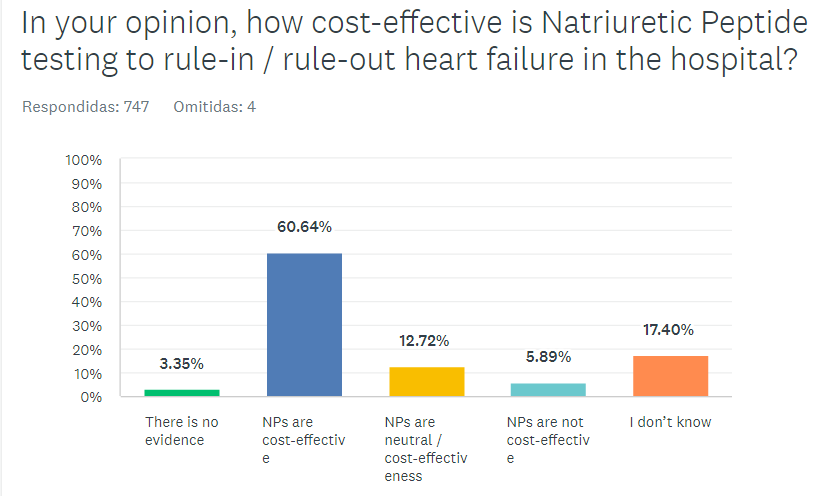 In your opinion, how cost-effective is Natriuretic Peptide
testing to rule-in / rule-out heart failure in the hospital?
Respondidas: 747 Omitidas: 4
100%
90%
80%
70%
60%
50%
40%
30%
20%
10%
0%
3.35%
60.64%
12.72%
5.89%
17.40%
There is no
evidence
NPs are
cost-effectiv
e
NPs are
neutral /
cost-effectiv
eness
NPs are not
cost-effectiv
e
I don't know